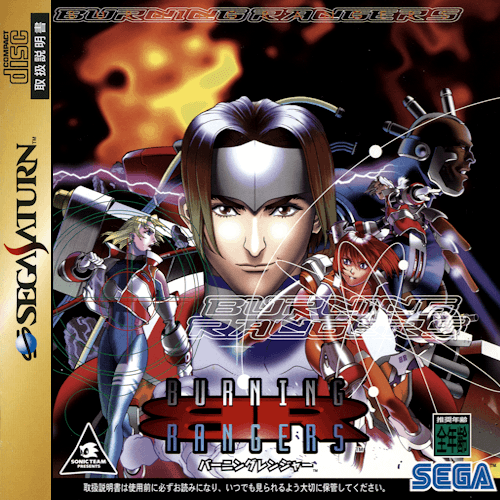 BURNING RANGERS
COMPACT
disc
取扱説明書
SEGA SATURN™
BURNING
RANGERS
BURNING
RANGERS™
バーニングレンジャー
SONIC TEAM
PRESENTS
推奨年齢
全年齢
SEGA
取扱説明書は使用前に必ずお読みになり、いつでも見られるよう大切に保管してください。